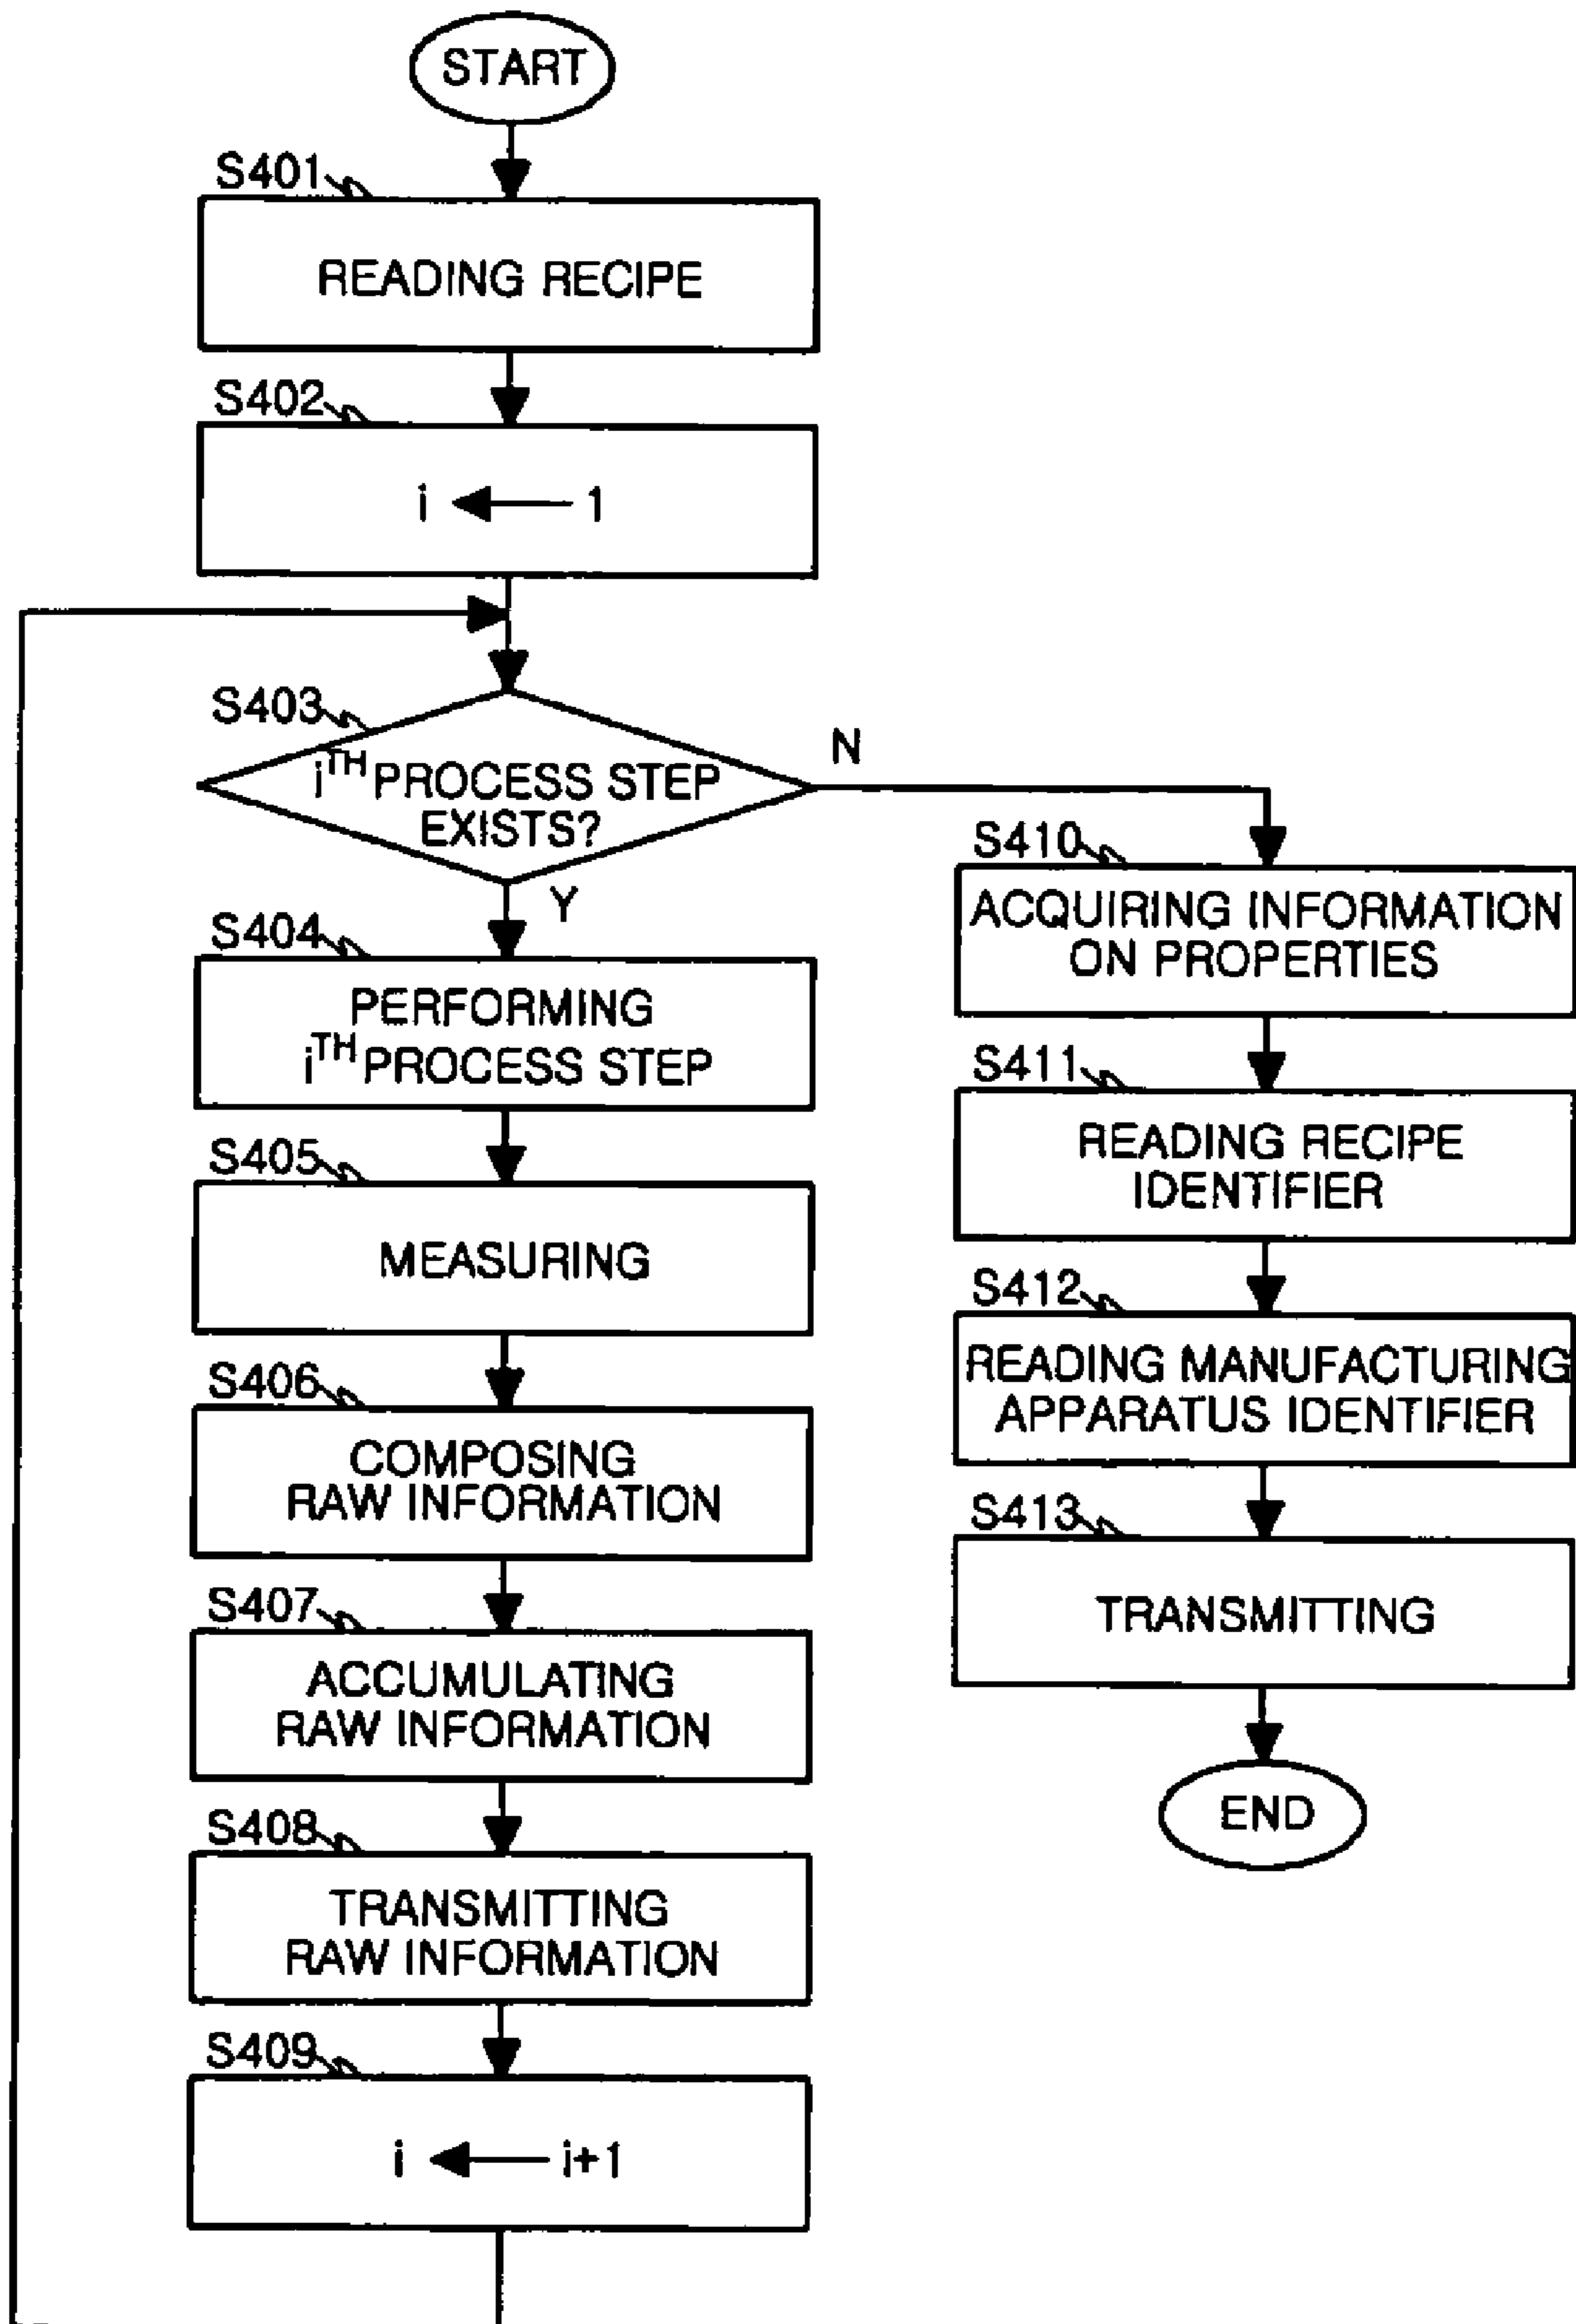 START
S401
READING RECIPE
S402
i ← 1
S403
iTH PROCESS STEP
EXISTS?
N
Y
S404
PERFORMING
iTH PROCESS STEP
S405
MEASURING
S406
COMPOSING
RAW INFORMATION
S407
ACCUMULATING
RAW INFORMATION
S408
TRANSMITTING
RAW INFORMATION
S409
i ← i+1
S410
ACQUIRING INFORMATION
ON PROPERTIES
S411
READING RECIPE
IDENTIFIER
S412
READING MANUFACTURING
APPARATUS IDENTIFIER
S413
TRANSMITTING
END